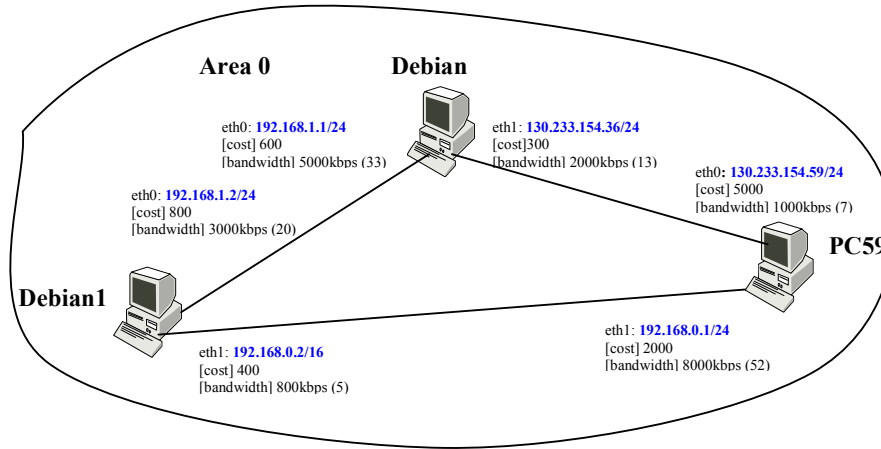 Area 0
Debian
eth0: 192.168.1.1/24
[cost] 600
[bandwidth] 5000kbps (33)
eth1: 130.233.154.36/24
[cost]300
[bandwidth] 2000kbps (13)
eth0: 130.233.154.59/24
[cost] 5000
[bandwidth] 1000kbps (7)
eth0: 192.168.1.2/24
[cost] 800
[bandwidth] 3000kbps (20)
PC59
Debian1
eth1: 192.168.0.2/16
[cost] 400
[bandwidth] 800kbps (5)
eth1: 192.168.0.1/24
[cost] 2000
[bandwidth] 8000kbps (52)